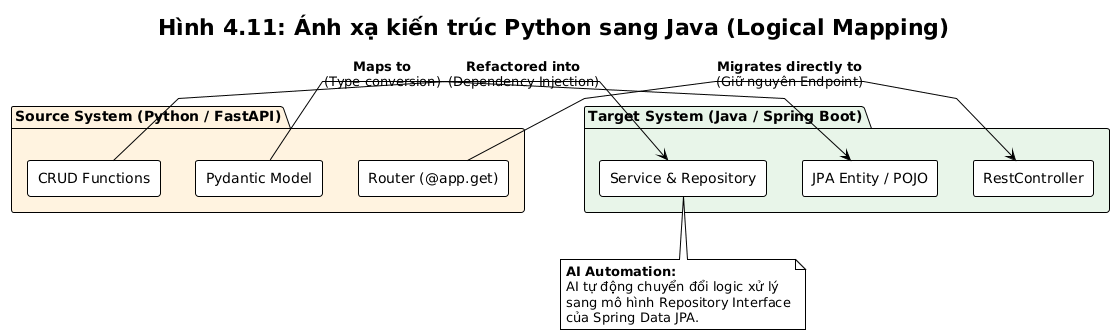 Hình 4.11: Ánh xạ kiến trúc Python sang Java (Logical Mapping)
Maps to
(Type conversion)
Refactored into
(Dependency Injection)
Migrates directly to
(Giữ nguyên Endpoint)
Source System (Python / FastAPI)
CRUD Functions
Pydantic Model
Router (@app.get)
Target System (Java / Spring Boot)
Service & Repository
JPA Entity / POJO
RestController
AI Automation:
AI tự động chuyển đổi logic xử lý
sang mô hình Repository Interface
của Spring Data JPA.